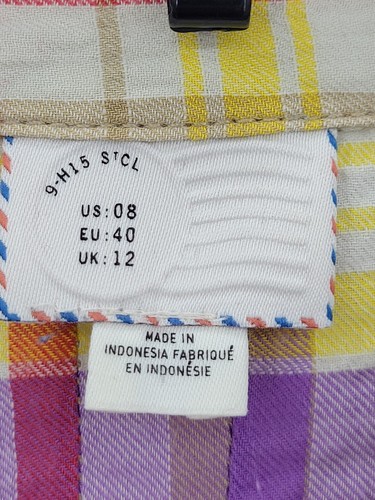 9-H15 STCL
US: 08
EU: 40
UK: 12
MADE IN
INDONESIA FABRIQUÉ
EN INDONÉSIE